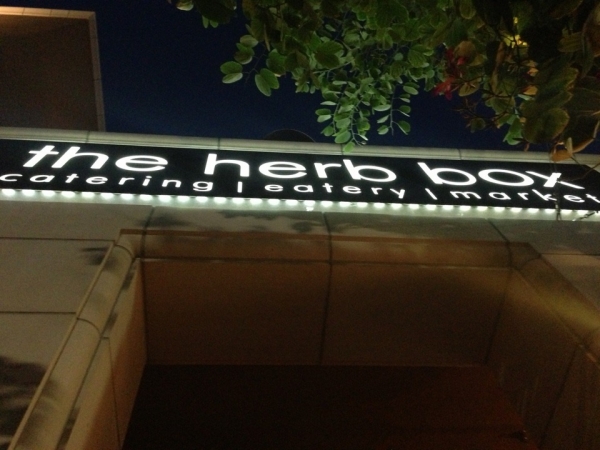 the herb box
catering | eatery | market